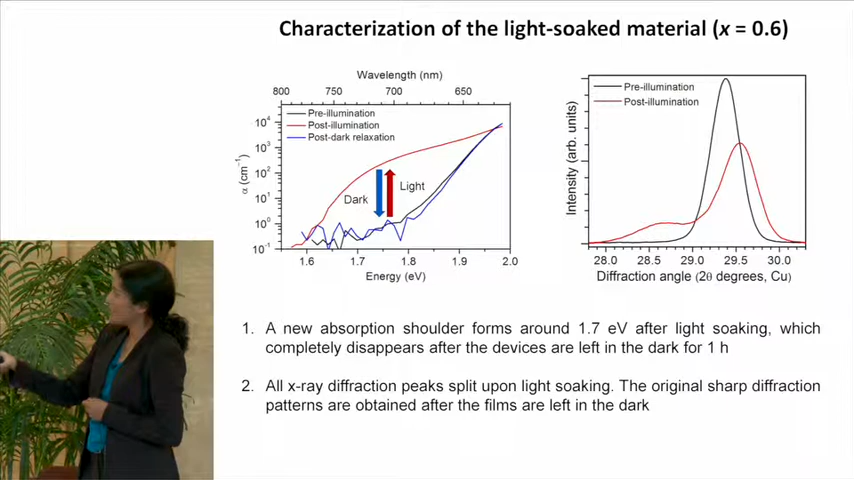 Characterization of the light-soaked material (x = 0.6)
Wavelength (nm)
800 750 700 650
Pre-illumination
Post-illumination
Post-dark relaxation
10⁴
10³
10²
10¹
10⁰
10⁻¹
α (cm⁻¹)
Dark
Light
1.6 1.7 1.8 1.9 2.0
Energy (eV)
Pre-illumination
Post-illumination
Intensity (arb. units)
28.0 28.5 29.0 29.5 30.0
Diffraction angle (2θ degrees, Cu)
1. A new absorption shoulder forms around 1.7 eV after light soaking, which
completely disappears after the devices are left in the dark for 1 h
2. All x-ray diffraction peaks split upon light soaking. The original sharp diffraction
patterns are obtained after the films are left in the dark